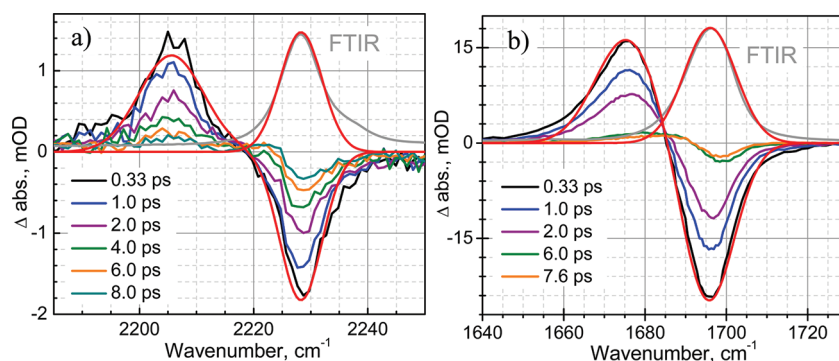 a)
FTIR
Δ abs., mOD
1
0
-1
-2
0.33 ps
1.0 ps
2.0 ps
4.0 ps
6.0 ps
8.0 ps
2200
2220
2240
Wavenumber, cm-1
b)
FTIR
Δ abs., mOD
15
0
-15
0.33 ps
1.0 ps
2.0 ps
6.0 ps
7.6 ps
1640
1660
1680
1700
1720
Wavenumber, cm-1